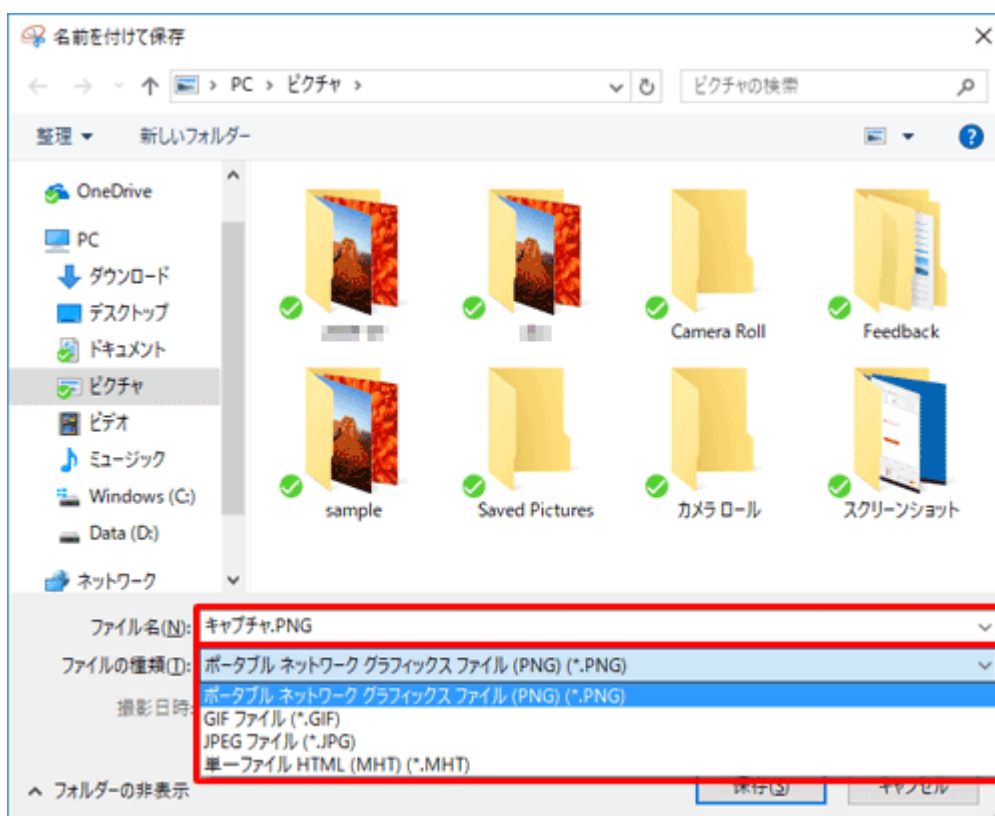 名前を付けて保存
PC > ピクチャ >
ピクチャの検索
整理
新しいフォルダー
OneDrive
PC
ダウンロード
デスクトップ
ドキュメント
ピクチャ
ビデオ
ミュージック
Windows (C:)
Data (D:)
ネットワーク
Camera Roll
Feedback
sample
Saved Pictures
カメラ ロール
スクリーンショット
ファイル名(N): キャプチャ.PNG
ファイルの種類(T): ポータブル ネットワーク グラフィックス ファイル (PNG) (*.PNG)
ポータブル ネットワーク グラフィックス ファイル (PNG) (*.PNG)
撮影日時:
GIF ファイル (*.GIF)
JPEG ファイル (*.JPG)
単一ファイル HTML (MHT) (*.MHT)
フォルダーの非表示
保存(S)
キャンセル